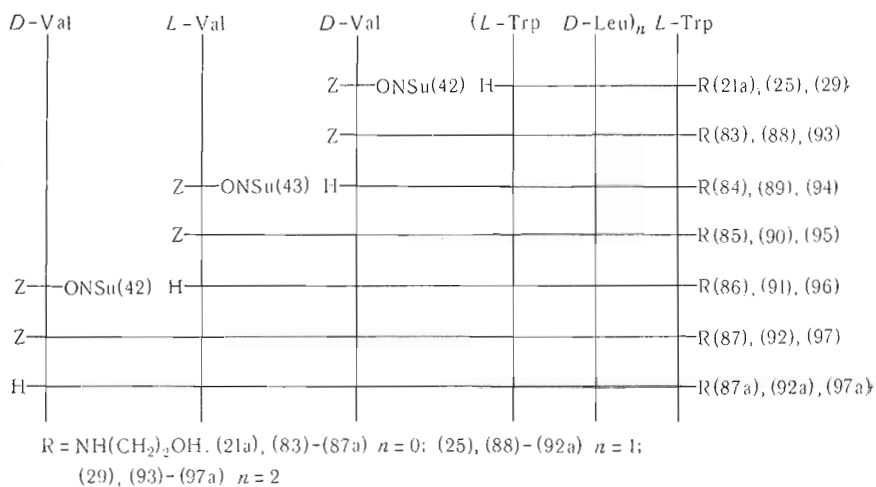 D-Val L-Val D-Val (L-Trp D-Leu)ₙ L-Trp
Z ONSu(42) H R(21a), (25), (29)
Z R(83), (88), (93)
Z ONSu(43) H R(84), (89), (94)
Z R(85), (90), (95)
Z ONSu(42) H R(86), (91), (96)
Z R(87), (92), (97)
H R(87a), (92a), (97a)
R = NH(CH₂)₂OH. (21a), (83)-(87a) n = 0; (25), (88)-(92a) n = 1;
(29), (93)-(97a) n = 2